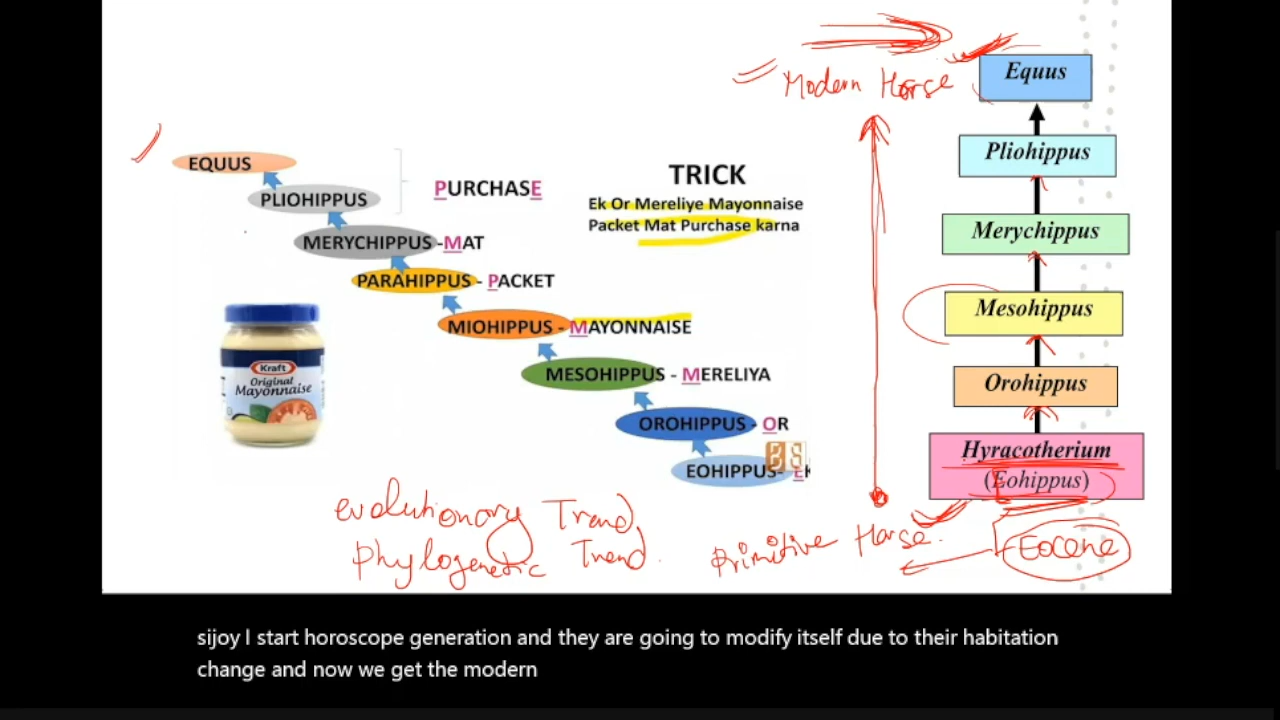 Modern Horse
Equus
EQUUS
Pliohippus
TRICK
PURCHASE
PLIOHIPPUS
Ek Or Mereliye Mayonnaise
Packet Mat Purchase karna
Merychippus
MERYCHIPPUS -MAT
PARAHIPPUS - PACKET
Mesohippus
MIOHIPPUS - MAYONNAISE
Kraft
Original
Mayonnaise
MESOHIPPUS - MERELIYA
Orohippus
OROHIPPUS - OR
Hyracotherium
(Eohippus)
EOHIPPUS- EK
evolutionary Trend
Phylogenetic Trend.
Primitive Horse.
Eocene
sijoy I start horoscope generation and they are going to modify itself due to their habitation
change and now we get the modern